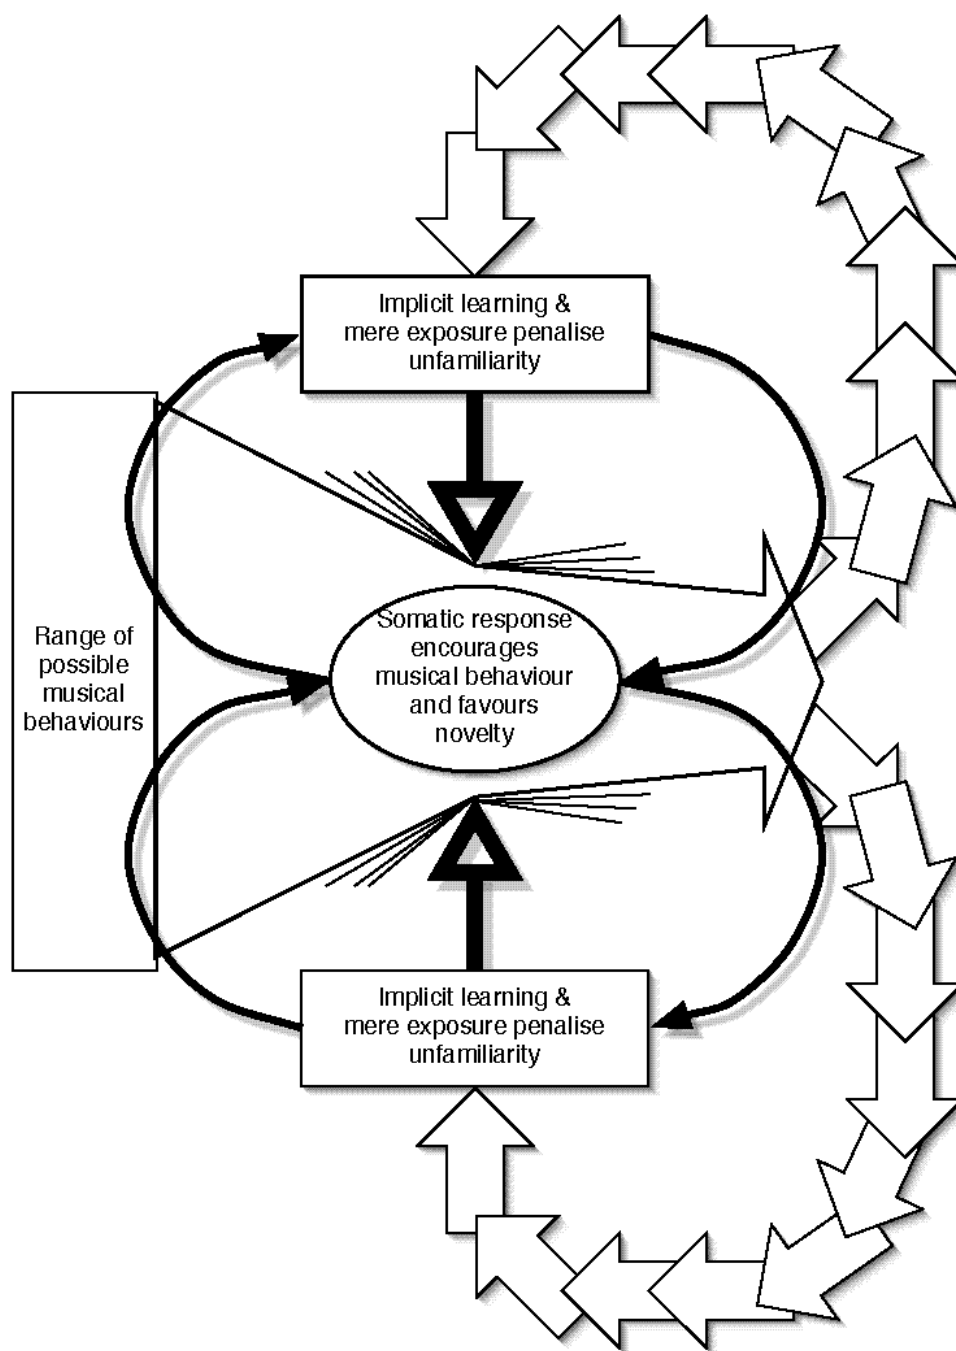 Implicit learning &
mere exposure penalise
unfamiliarity
Range of
possible
musical
behaviours
Somatic response
encourages
musical behaviour
and favours
novelty
Implicit learning &
mere exposure penalise
unfamiliarity